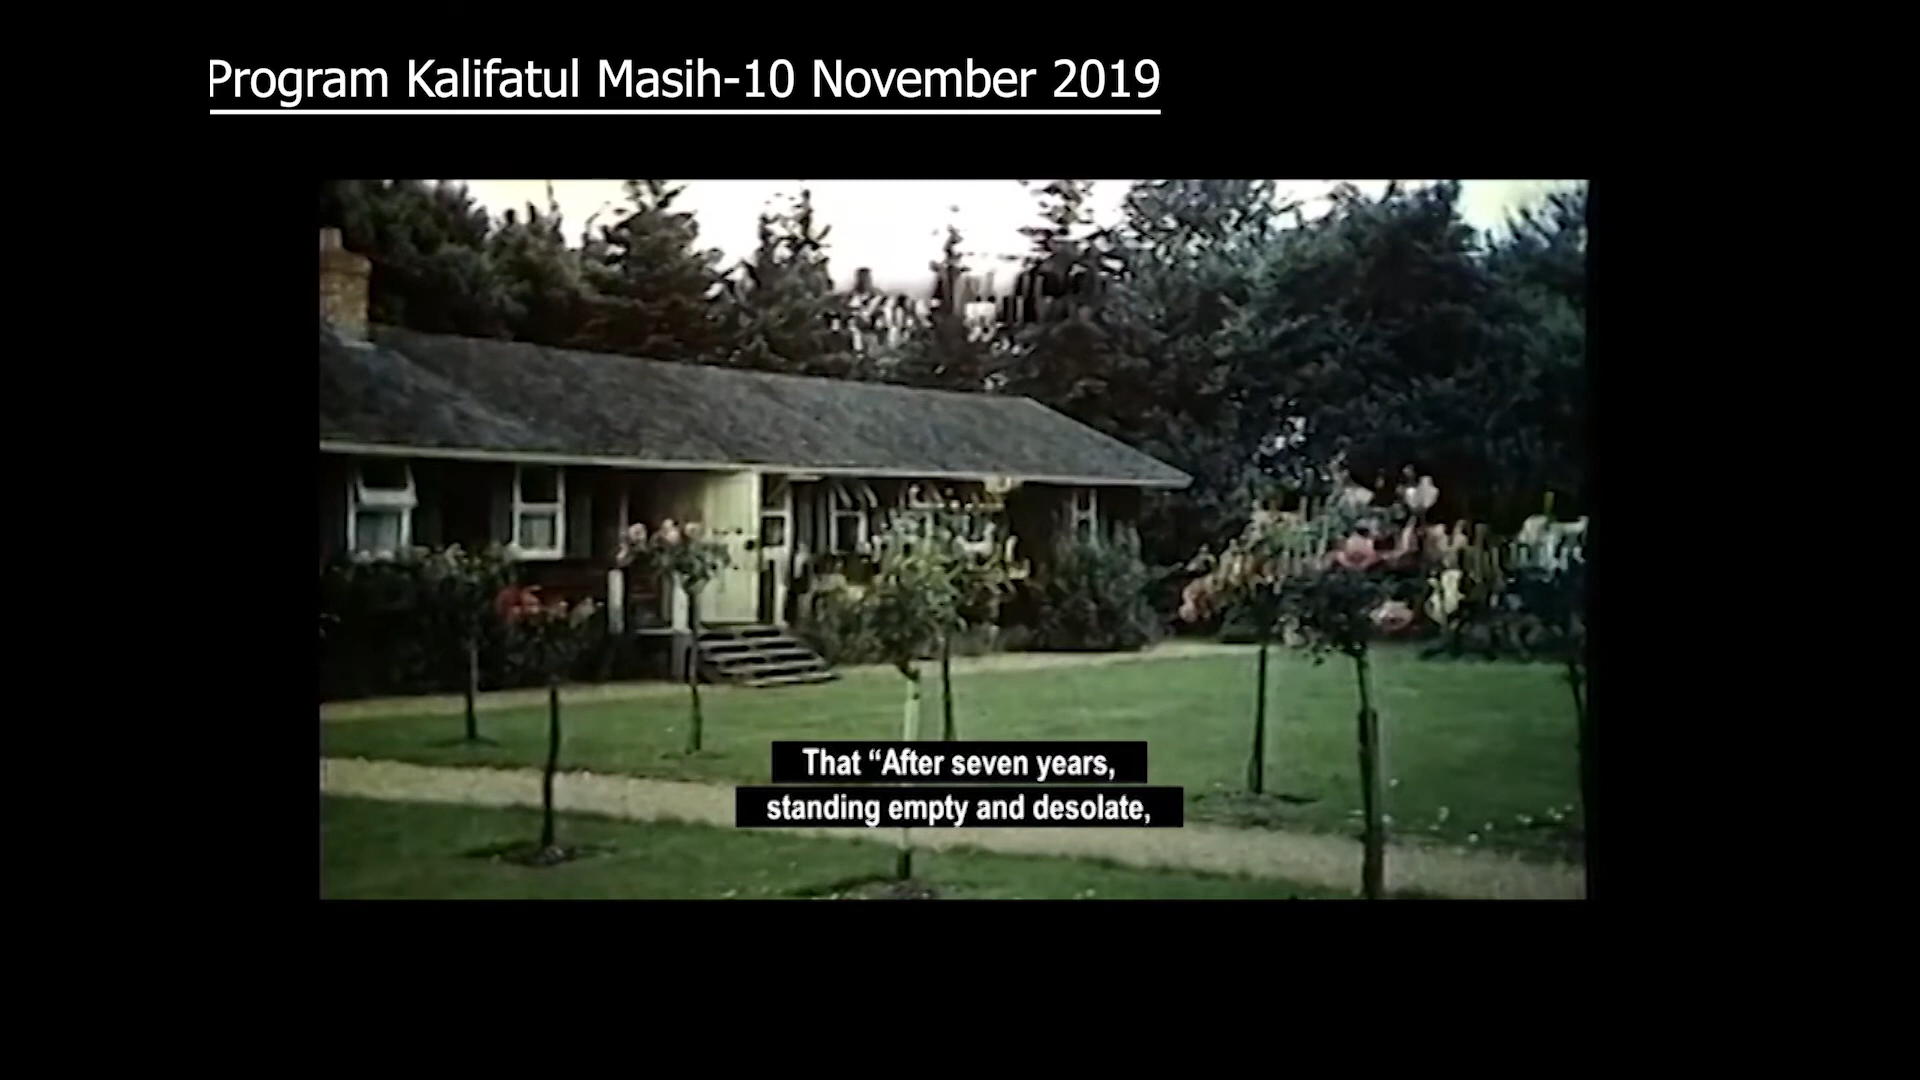 Program Kalifatul Masih-10 November 2019
That “After seven years,
standing empty and desolate,